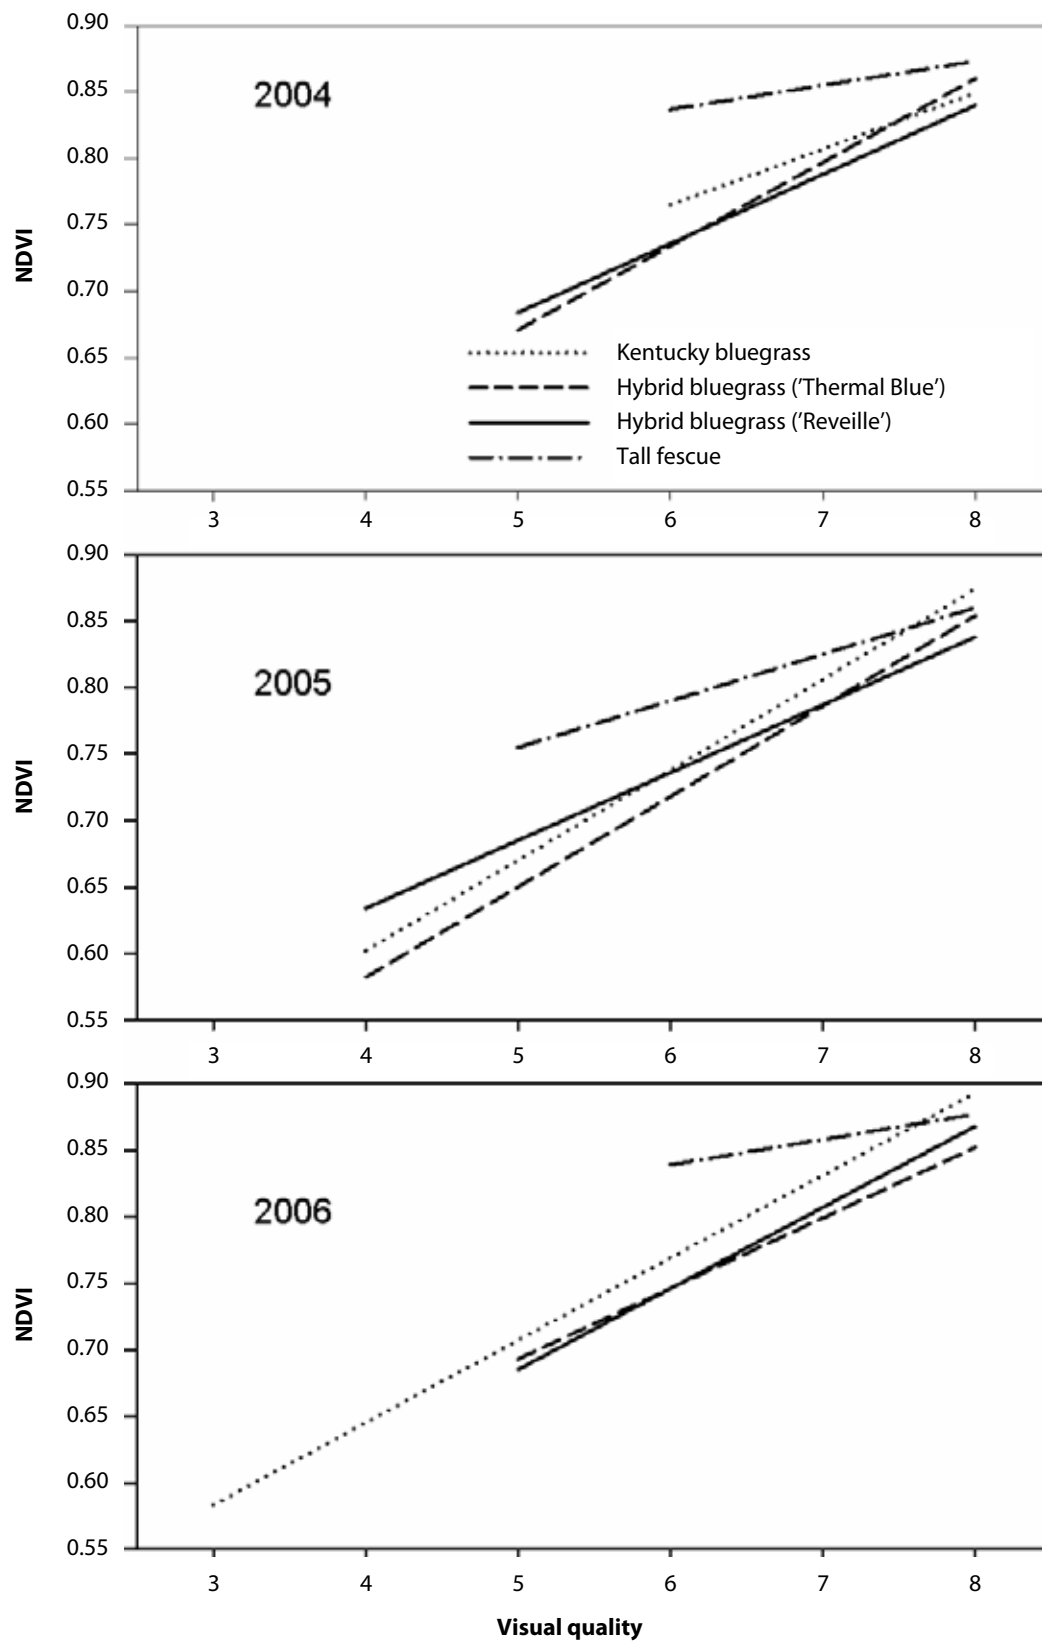 0.90
0.85
0.80
0.75
0.70
0.65
0.60
0.55
NDVI
2004
Kentucky bluegrass
Hybrid bluegrass ('Thermal Blue')
Hybrid bluegrass ('Reveille')
Tall fescue
3 4 5 6 7 8
0.90
0.85
0.80
0.75
0.70
0.65
0.60
0.55
NDVI
2005
3 4 5 6 7 8
0.90
0.85
0.80
0.75
0.70
0.65
0.60
0.55
NDVI
2006
3 4 5 6 7 8
Visual quality